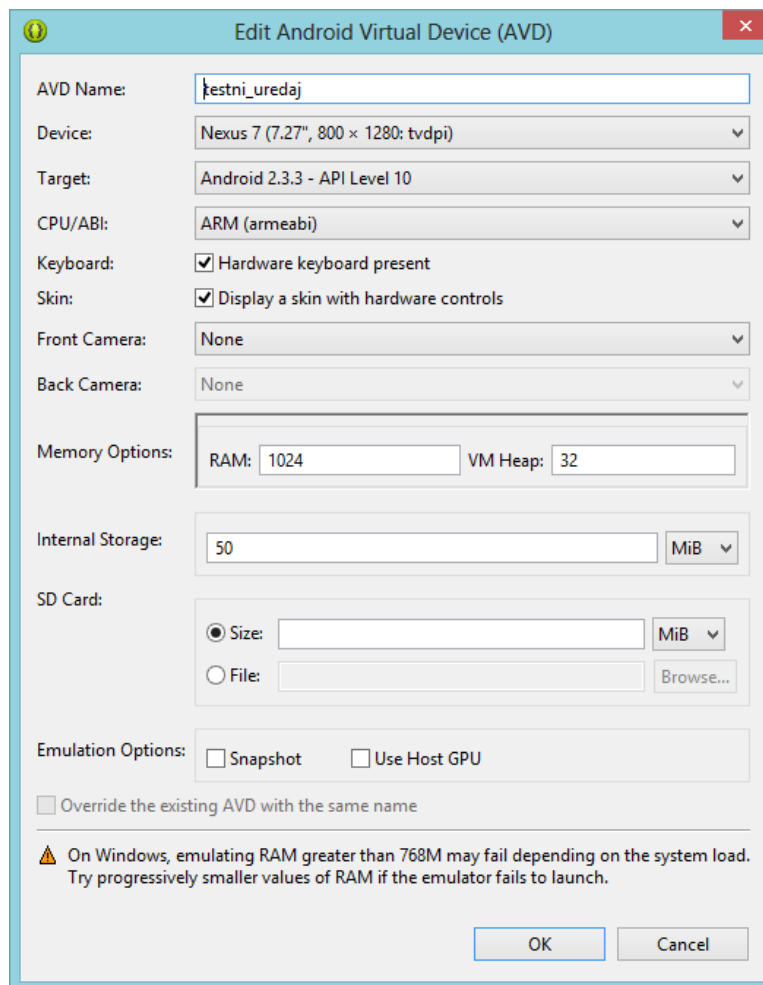 Edit Android Virtual Device (AVD)
AVD Name: testni_uredaj
Device: Nexus 7 (7.27", 800 × 1280: tvdpi)
Target: Android 2.3.3 - API Level 10
CPU/ABI: ARM (armeabi)
Keyboard: Hardware keyboard present
Skin: Display a skin with hardware controls
Front Camera: None
Back Camera: None
Memory Options: RAM: 1024 VM Heap: 32
Internal Storage: 50 MiB
SD Card:
Size: MiB
File: Browse...
Emulation Options: Snapshot Use Host GPU
Override the existing AVD with the same name
On Windows, emulating RAM greater than 768M may fail depending on the system load.
Try progressively smaller values of RAM if the emulator fails to launch.
OK Cancel